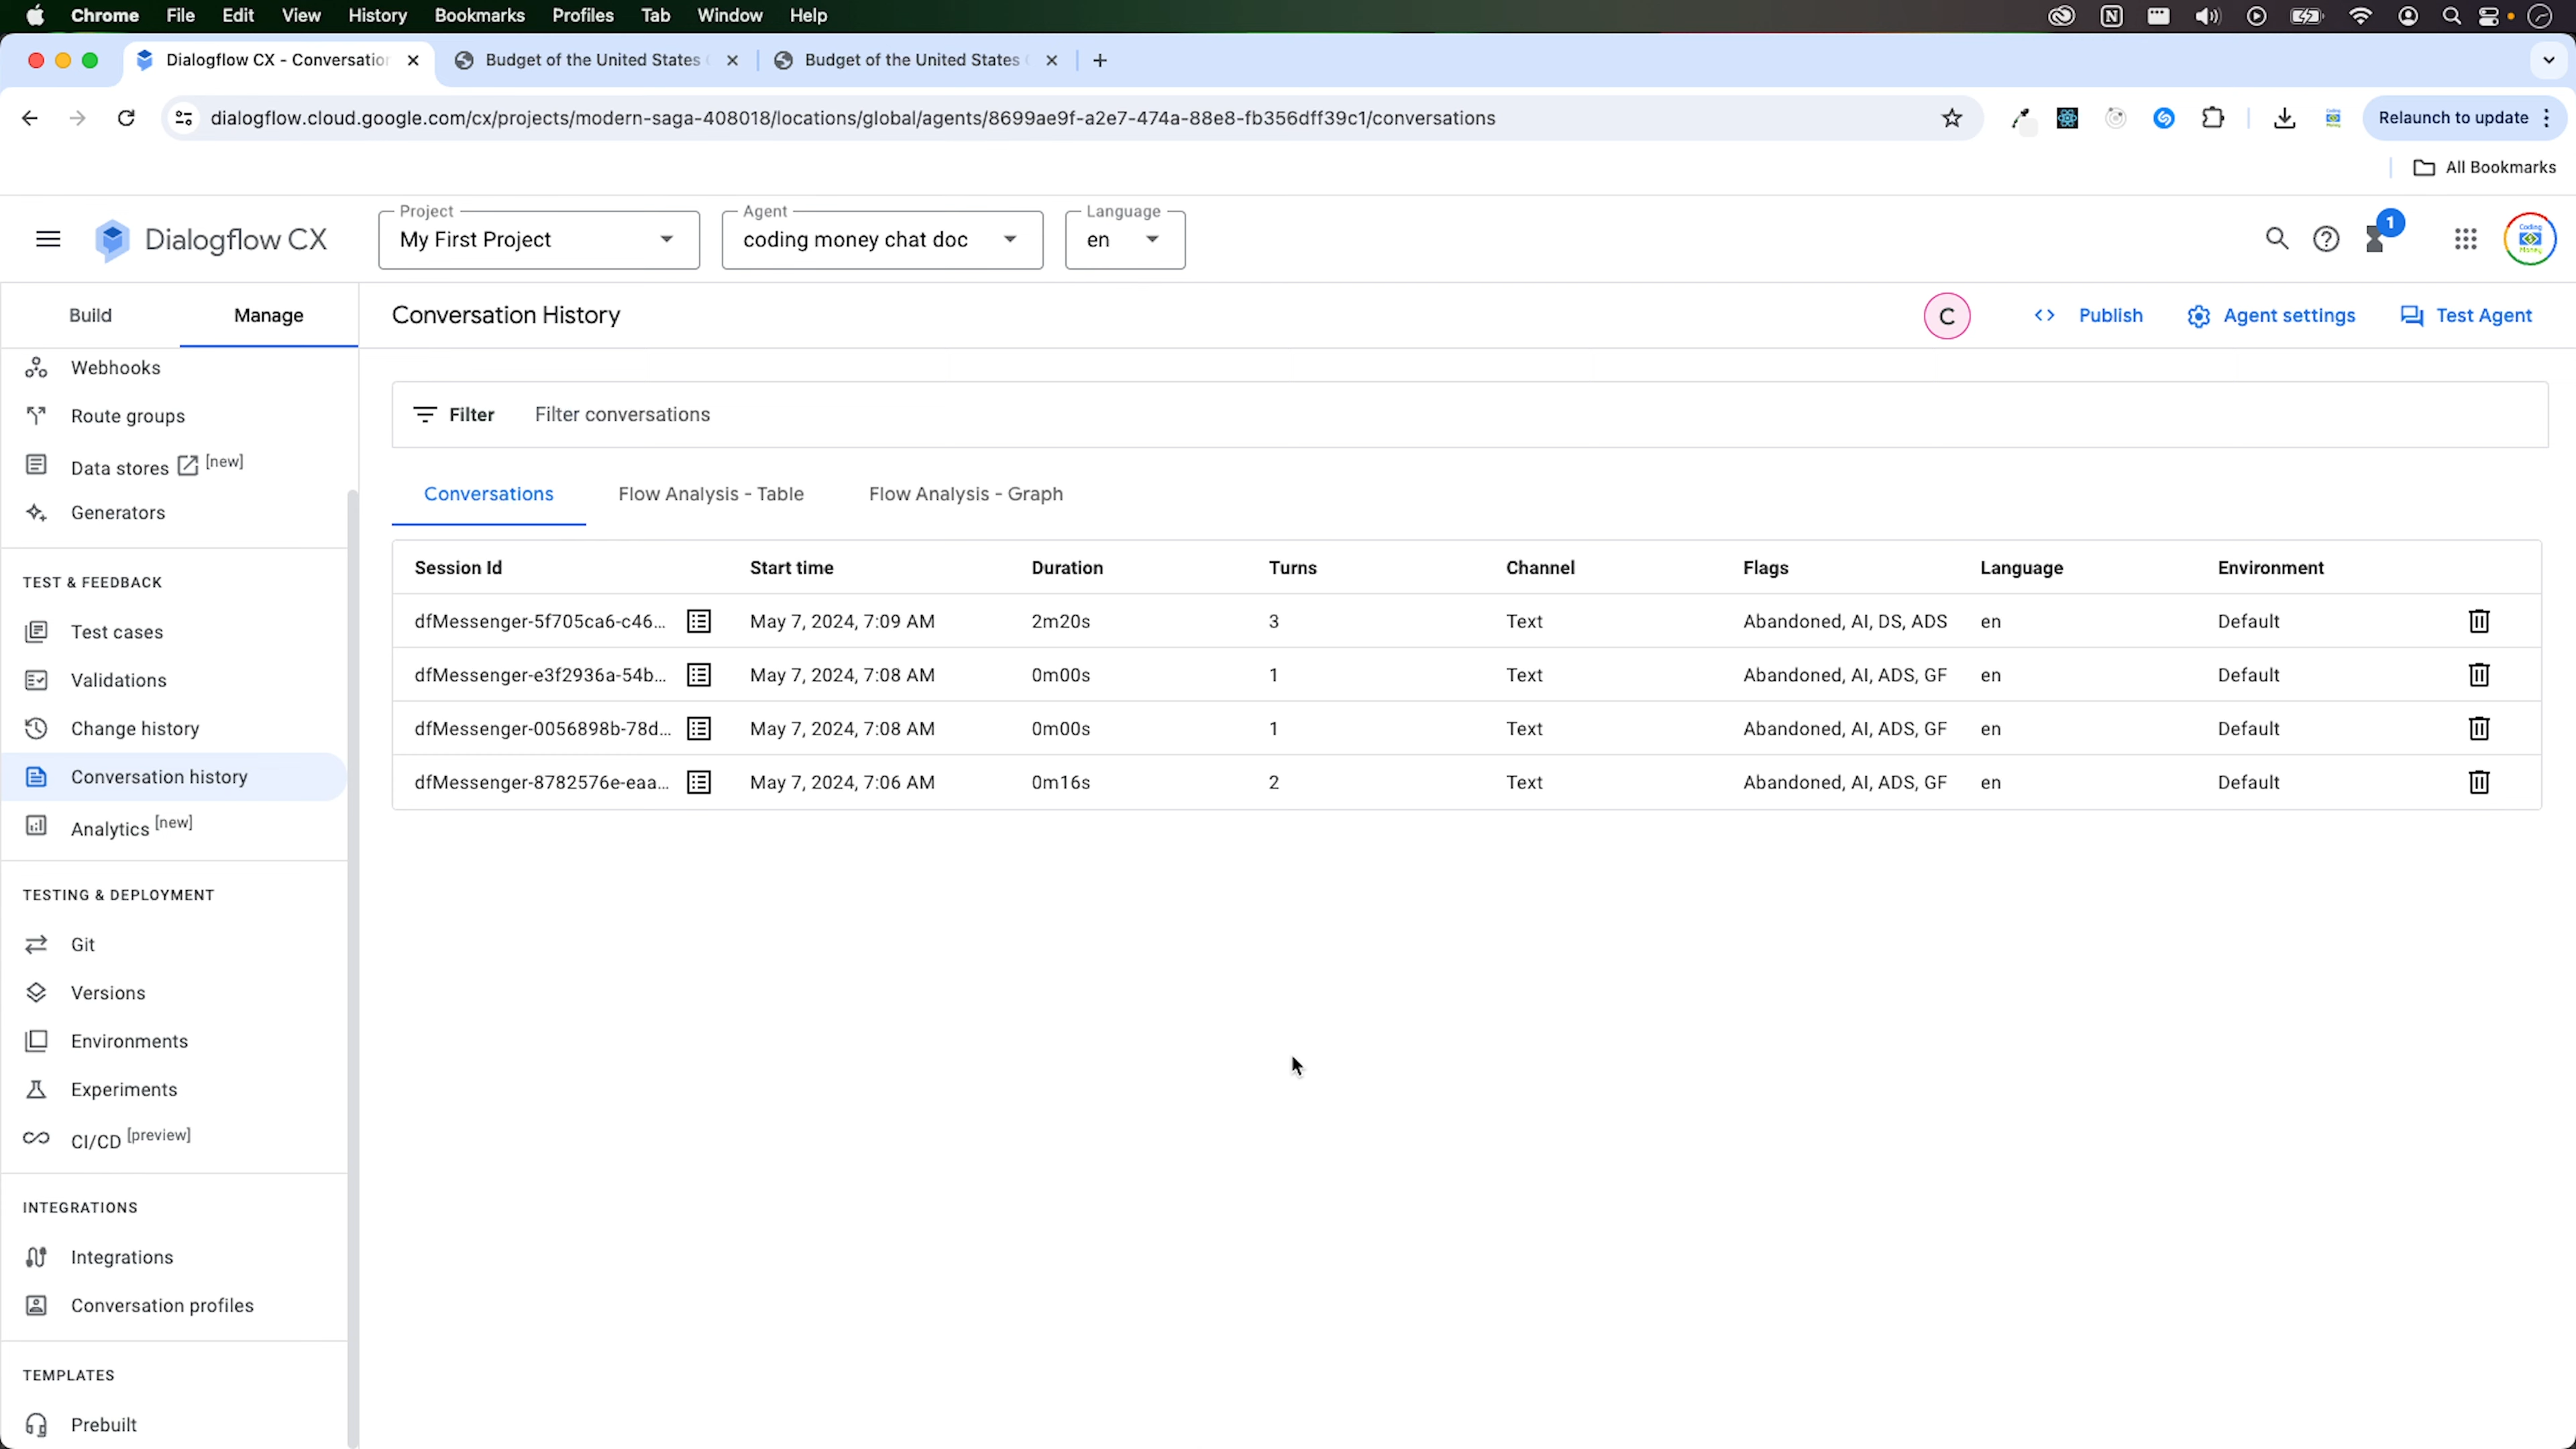 Chrome File Edit View History Bookmarks Profiles Tab Window Help
Dialogflow CX - Conversation
Budget of the United States
Budget of the United States
dialogflow.cloud.google.com/cx/projects/modern-saga-408018/locations/global/agents/8699ae9f-a2e7-474a-88e8-fb356dff39c1/conversations
Relaunch to update
All Bookmarks
Dialogflow CX
Project
My First Project
Agent
coding money chat doc
Language
en
1
Coding
Money
Build
Manage
Conversation History
C
Publish
Agent settings
Test Agent
Webhooks
Route groups
Data stores [new]
Generators
TEST & FEEDBACK
Test cases
Validations
Change history
Conversation history
Analytics [new]
TESTING & DEPLOYMENT
Git
Versions
Environments
Experiments
CI/CD [preview]
INTEGRATIONS
Integrations
Conversation profiles
TEMPLATES
Prebuilt
Filter Filter conversations
Conversations Flow Analysis - Table Flow Analysis - Graph
Session Id Start time Duration Turns Channel Flags Language Environment
dfMessenger-5f705ca6-c46... May 7, 2024, 7:09 AM 2m20s 3 Text Abandoned, AI, DS, ADS en Default
dfMessenger-e3f2936a-54b... May 7, 2024, 7:08 AM 0m00s 1 Text Abandoned, AI, ADS, GF en Default
dfMessenger-0056898b-78d... May 7, 2024, 7:08 AM 0m00s 1 Text Abandoned, AI, ADS, GF en Default
dfMessenger-8782576e-eaa... May 7, 2024, 7:06 AM 0m16s 2 Text Abandoned, AI, ADS, GF en Default